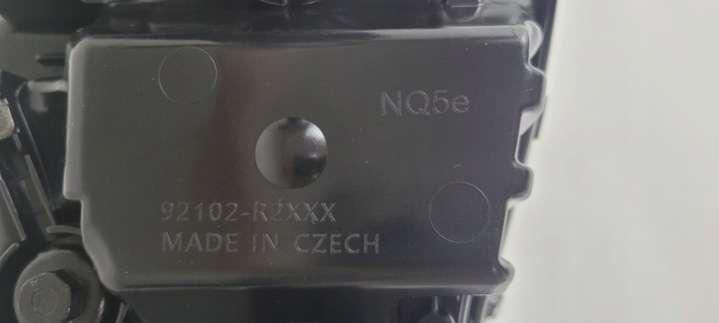 NQ5e
92102-R2XXX
MADE IN CZECH